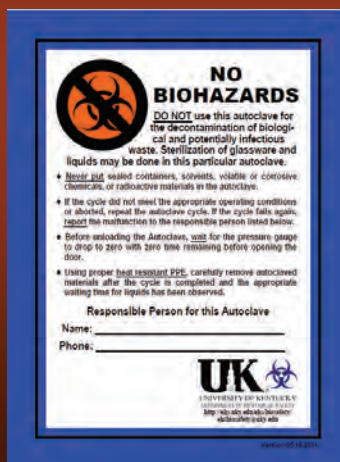 NO
BIOHAZARDS
DO NOT use this autoclave for
the decontamination of biologi-
cal and potentially infectious
waste. Sterilization of glassware and
liquids may be done in this particular autoclave.
Never put sealed containers, solvents, volatile or corrosive
chemicals, or radioactive materials in the autoclave.
If the cycle did not meet the appropriate operating conditions
or aborted, repeat the autoclave cycle. If the cycle fails again,
report the malfunction to the responsible person listed below.
Before unloading the Autoclave, wait for the pressure gauge
to drop to zero with zero time remaining before opening the
door.
Using proper heat resistant PPE, carefully remove autoclaved
materials after the cycle is completed and the appropriate
waiting time for liquids has been observed.
Responsible Person for this Autoclave
Name:
Phone:
UK
UNIVERSITY OF KENTUCKY